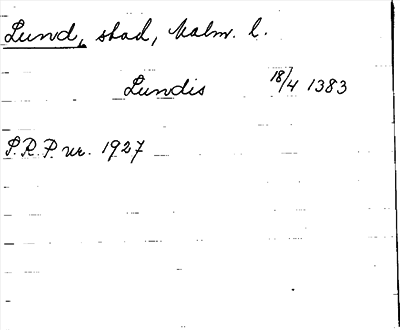 Lund, stad, Malm. l.
Lundis 18/4 1383
S.R.P. nr. 1927